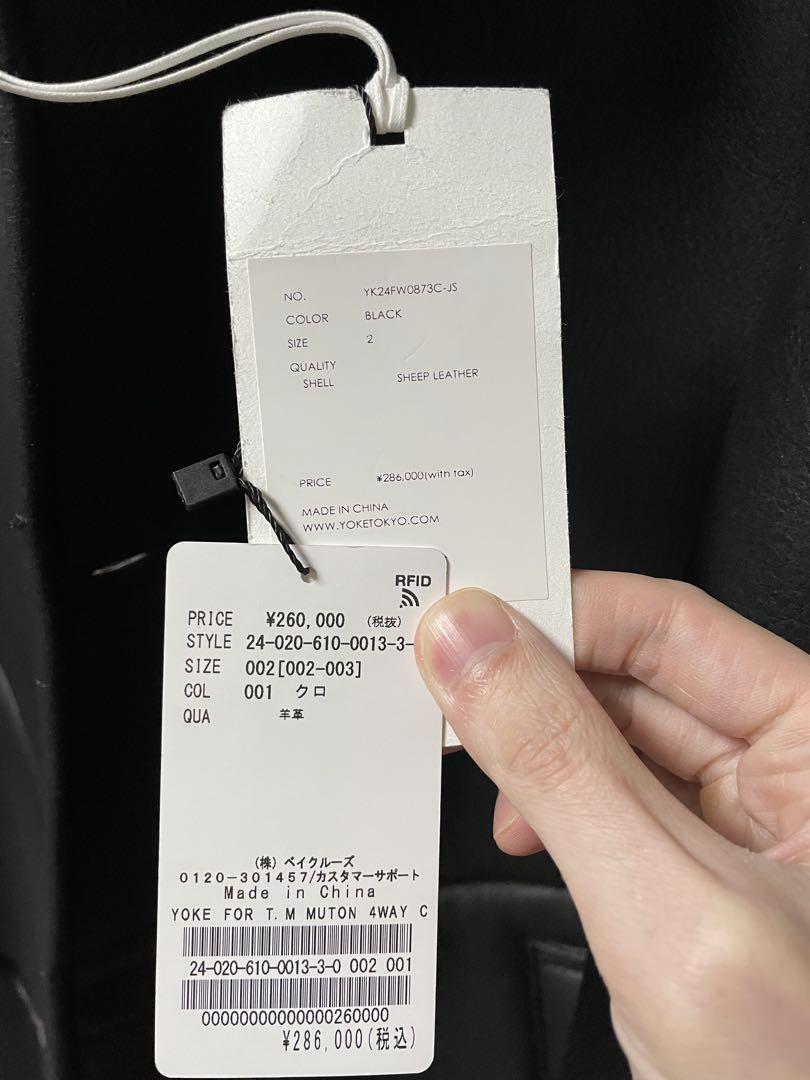 NO. YK24FW0873C-JS
COLOR BLACK
SIZE 2
QUALITY
SHELL SHEEP LEATHER
PRICE ¥286,000(with tax)
MADE IN CHINA
WWW.YOKETOKYO.COM
RFID
PRICE ¥260,000 (税抜)
STYLE 24-020-610-0013-3-
SIZE 002[002-003]
COL 001 クロ
QUA 羊革
(株) ベイクルーズ
0120-301457/カスタマーサポート
Made in China
YOKE FOR T.M MUTON 4WAY C
24-020-610-0013-3-0 002 001
00000000000000260000
¥286,000(税込)